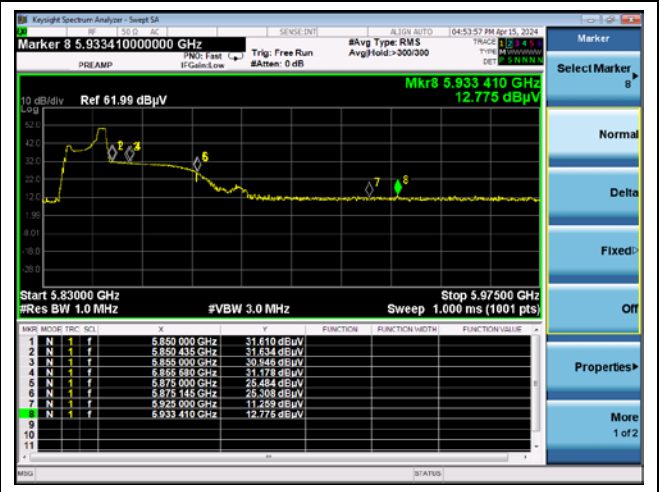 Keysight Spectrum Analyzer - Swept SA
RF 50 Ω AC SENSE:INT ALIGN AUTO 04:53:57 PM Apr 15, 2024
Marker 8 5.933410000000 GHz
PREAMP
PNO: Fast
IFGain:Low
Trig: Free Run
#Atten: 0 dB
#Avg Type: RMS
Avg|Hold:>300/300
TRACE 1 2 3 4 5
TYPE
DET P S N N N N
Marker
Select Marker
8
Normal
Delta
Fixed
Off
Properties
More
1 of 2
Mkr8 5.933 410 GHz
12.775 dBµV
10 dB/div Ref 61.99 dBµV
Log
52.0
42.0
32.0
22.0
12.0
1.99
-8.01
-18.0
-28.0
2
4
6
7
8
Start 5.83000 GHz Stop 5.97500 GHz
#Res BW 1.0 MHz #VBW 3.0 MHz Sweep 1.000 ms (1001 pts)
MKR MODE TRC SCL X Y FUNCTION FUNCTION WIDTH FUNCTION VALUE
1 N 1 f 5.850 000 GHz 31.610 dBµV
2 N 1 f 5.850 435 GHz 31.634 dBµV
3 N 1 f 5.855 000 GHz 30.946 dBµV
4 N 1 f 5.855 580 GHz 31.178 dBµV
5 N 1 f 5.875 000 GHz 25.484 dBµV
6 N 1 f 5.875 145 GHz 25.308 dBµV
7 N 1 f 5.925 000 GHz 11.259 dBµV
8 N 1 f 5.933 410 GHz 12.775 dBµV
9
10
11
MSG STATUS